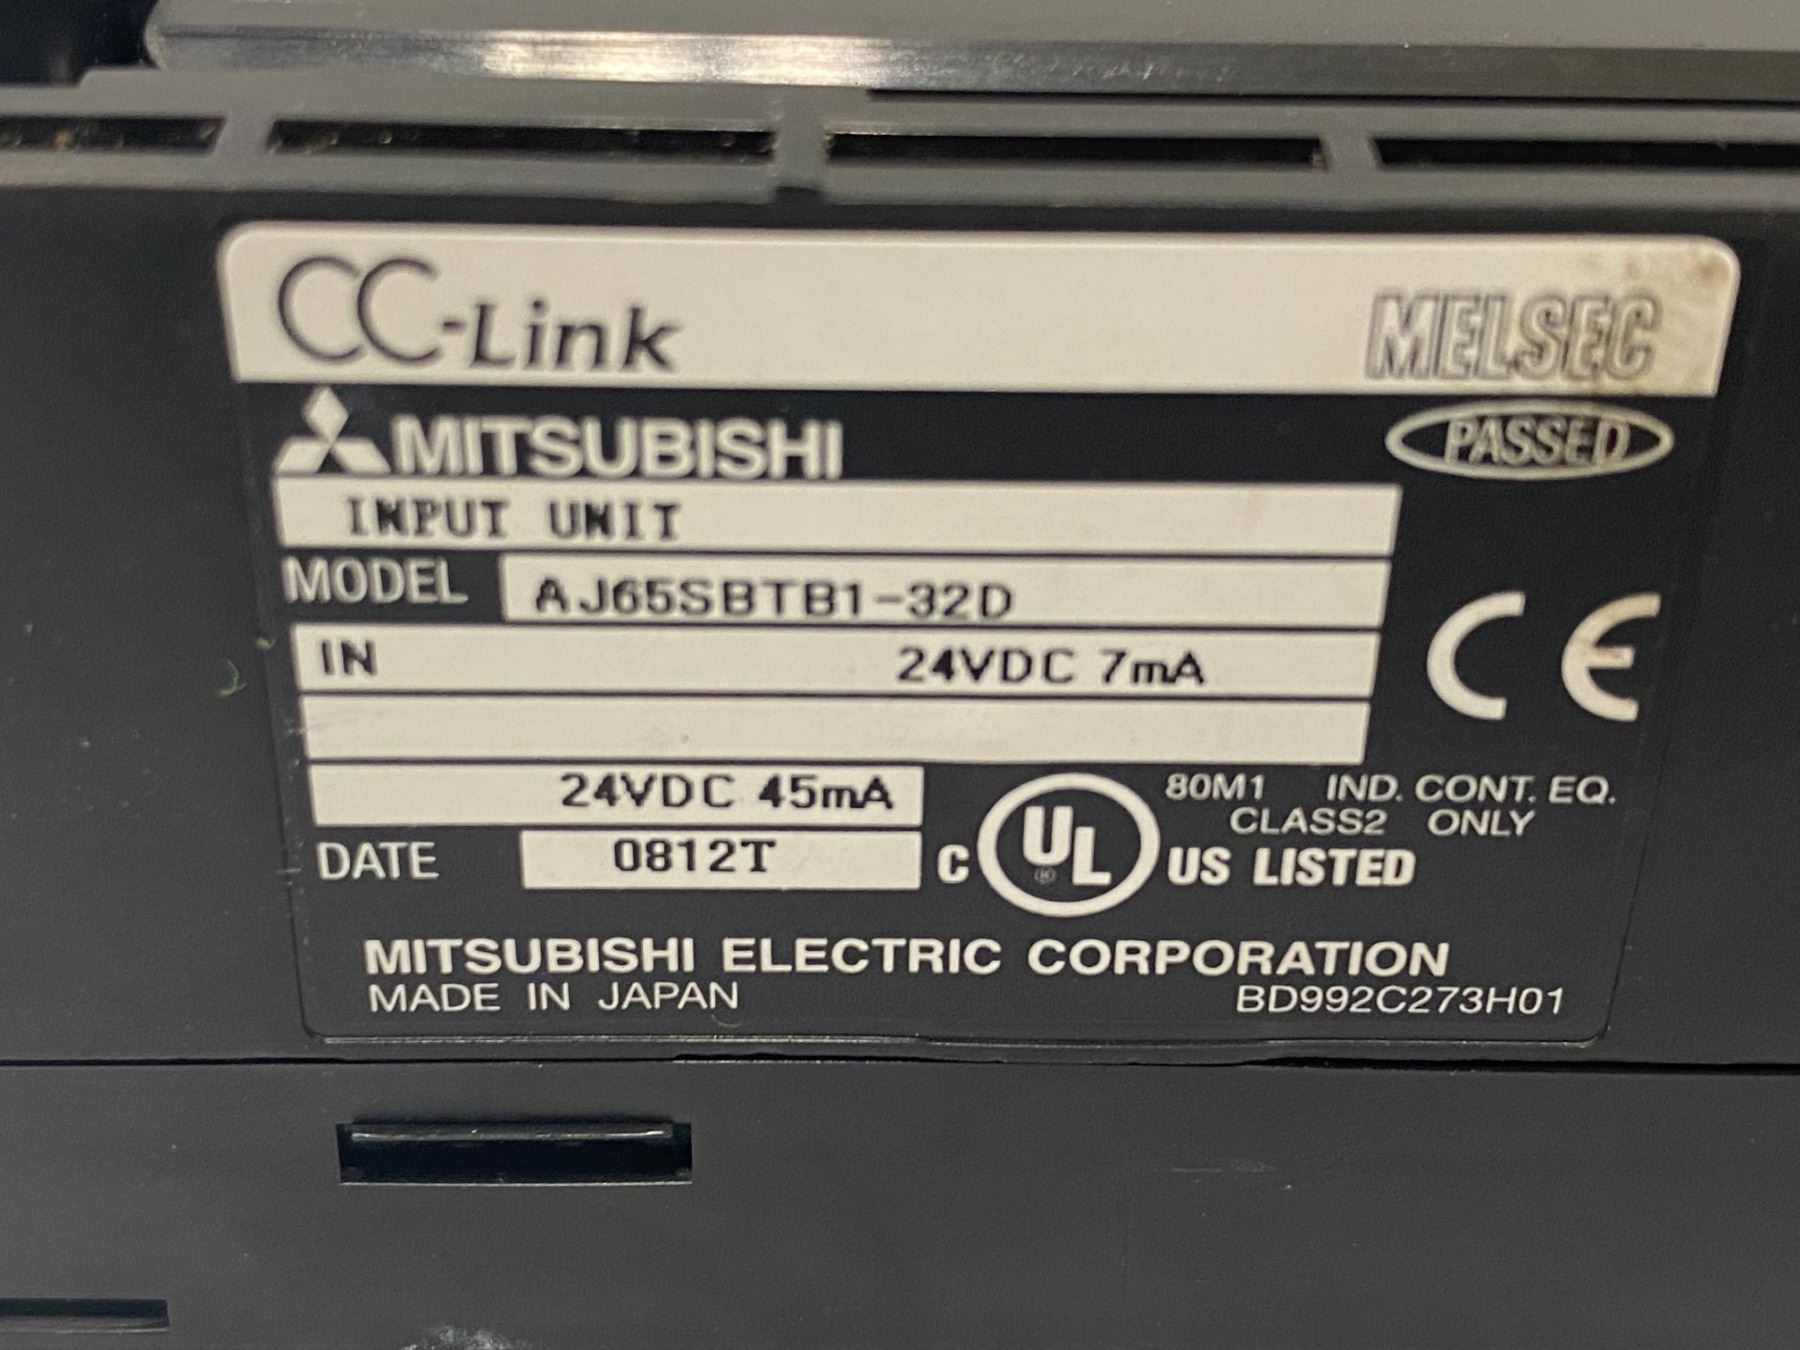 CC-Link MELSEC
MITSUBISHI PASSED
INPUT UNIT
MODEL AJ65SBTB1-32D
IN 24VDC 7mA
CE
24VDC 45mA
DATE 0812T
C UL ® US LISTED
80M1 IND. CONT. EQ.
CLASS2 ONLY
MITSUBISHI ELECTRIC CORPORATION
MADE IN JAPAN BD992C273H01